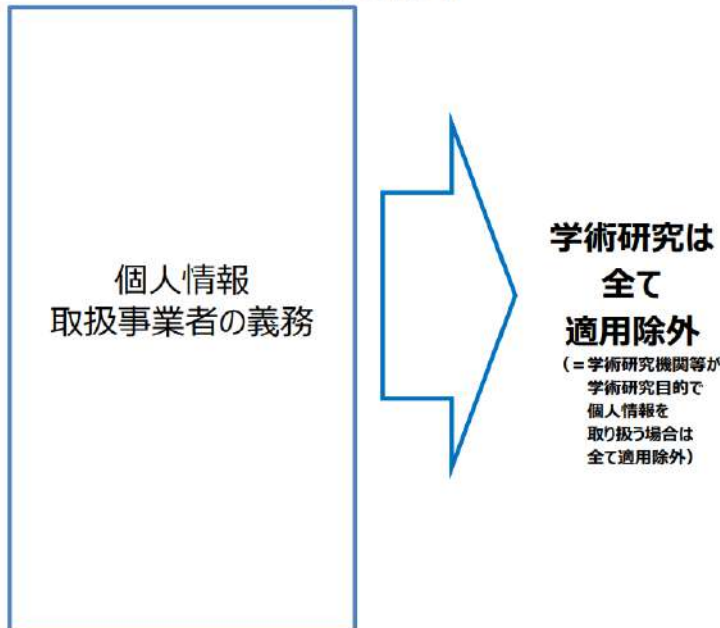 個人情報
取扱事業者の義務
学術研究は
全て
適用除外
(=学術研究機関等が
学術研究目的で
個人情報を
取り扱う場合は
全て適用除外)